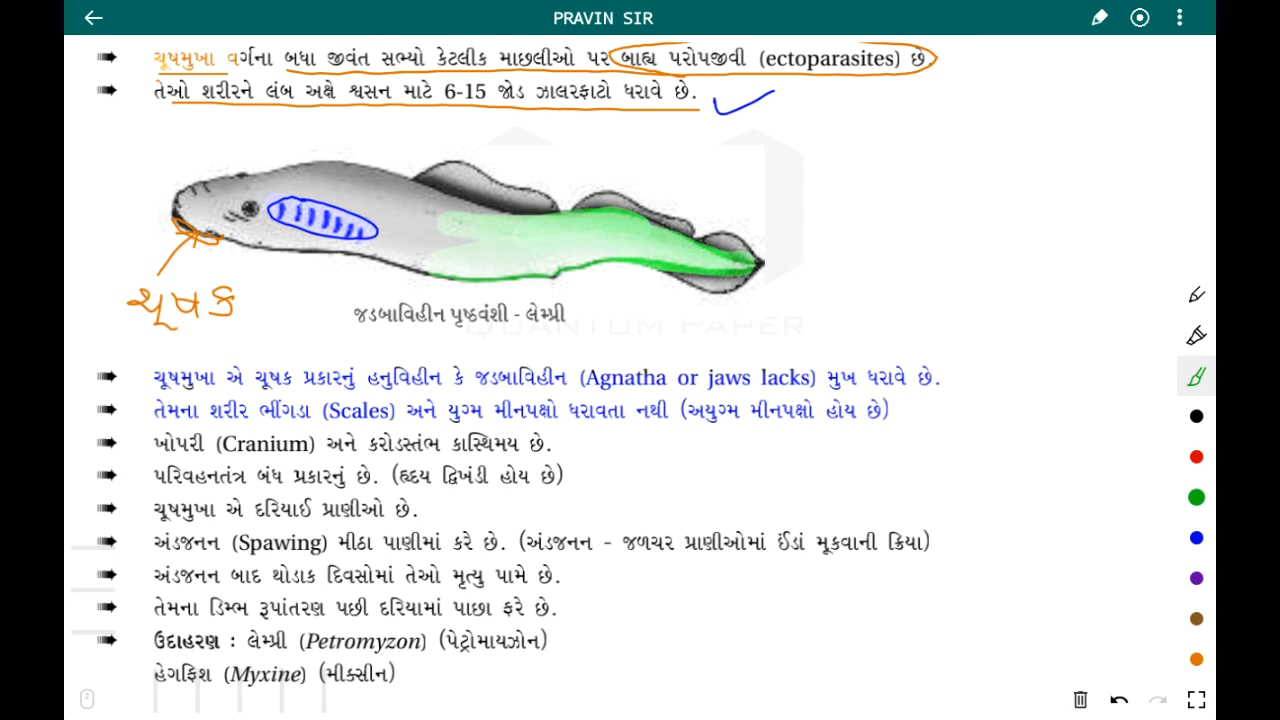 PRAVIN SIR
ચૂષમુખા વર્ગના બધા જીવંત સભ્યો કેટલીક માછલીઓ પર બાહ્ય પરોપજીવી (ectoparasites) છે
તેઓ શરીરને લંબ અક્ષે શ્વસન માટે 6-15 જોડ ઝાલરફાટો ધરાવે છે.
ચૂષક
જડબાવિહીન પૃષ્ઠવંશી - લેમ્પ્રી
QUANTUM PAPER
ચૂષમુખા એ ચૂષક પ્રકારનું હનુવિહીન કે જડબાવિહીન (Agnatha or jaws lacks) મુખ ધરાવે છે.
તેમના શરીર ભીંગડા (Scales) અને યુગ્મ મીનપક્ષો ધરાવતા નથી (અયુગ્મ મીનપક્ષો હોય છે)
ખોપરી (Cranium) અને કરોડસ્તંભ કાસ્થિમય છે.
પરિવહનતંત્ર બંધ પ્રકારનું છે. (હૃદય દ્વિખંડી હોય છે)
ચૂષમુખા એ દરિયાઈ પ્રાણીઓ છે.
અંડજનન (Spawing) મીઠા પાણીમાં કરે છે. (અંડજનન - જળચર પ્રાણીઓમાં ઈંડાં મૂકવાની ક્રિયા)
અંડજનન બાદ થોડાક દિવસોમાં તેઓ મૃત્યુ પામે છે.
તેમના ડિમ્ભ રૂપાંતરણ પછી દરિયામાં પાછા ફરે છે.
ઉદાહરણ : લેમ્પ્રી (Petromyzon) (પેટ્રોમાયઝોન)
હેગફિશ (Myxine) (મીક્સીન)